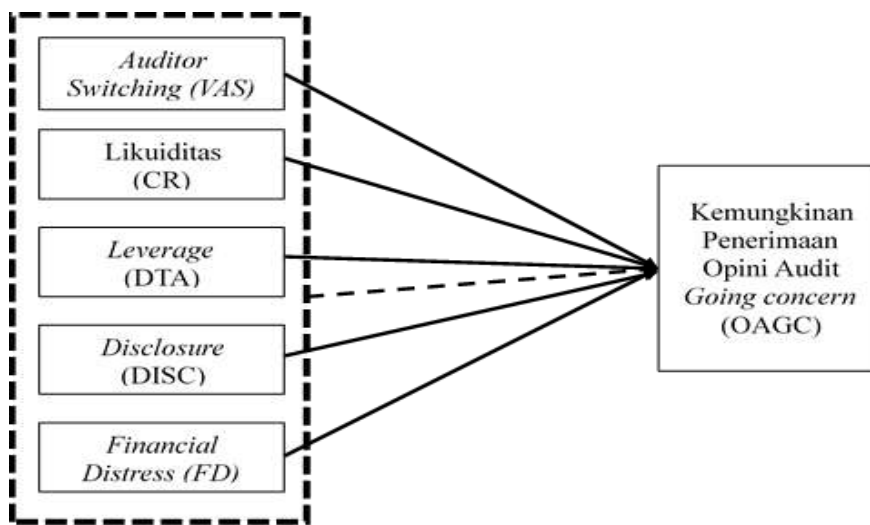 Auditor
Switching (VAS)
Likuiditas
(CR)
Leverage
(DTA)
Disclosure
(DISC)
Financial
Distress (FD)
Kemungkinan
Penerimaan
Opini Audit
Going concern
(OAGC)